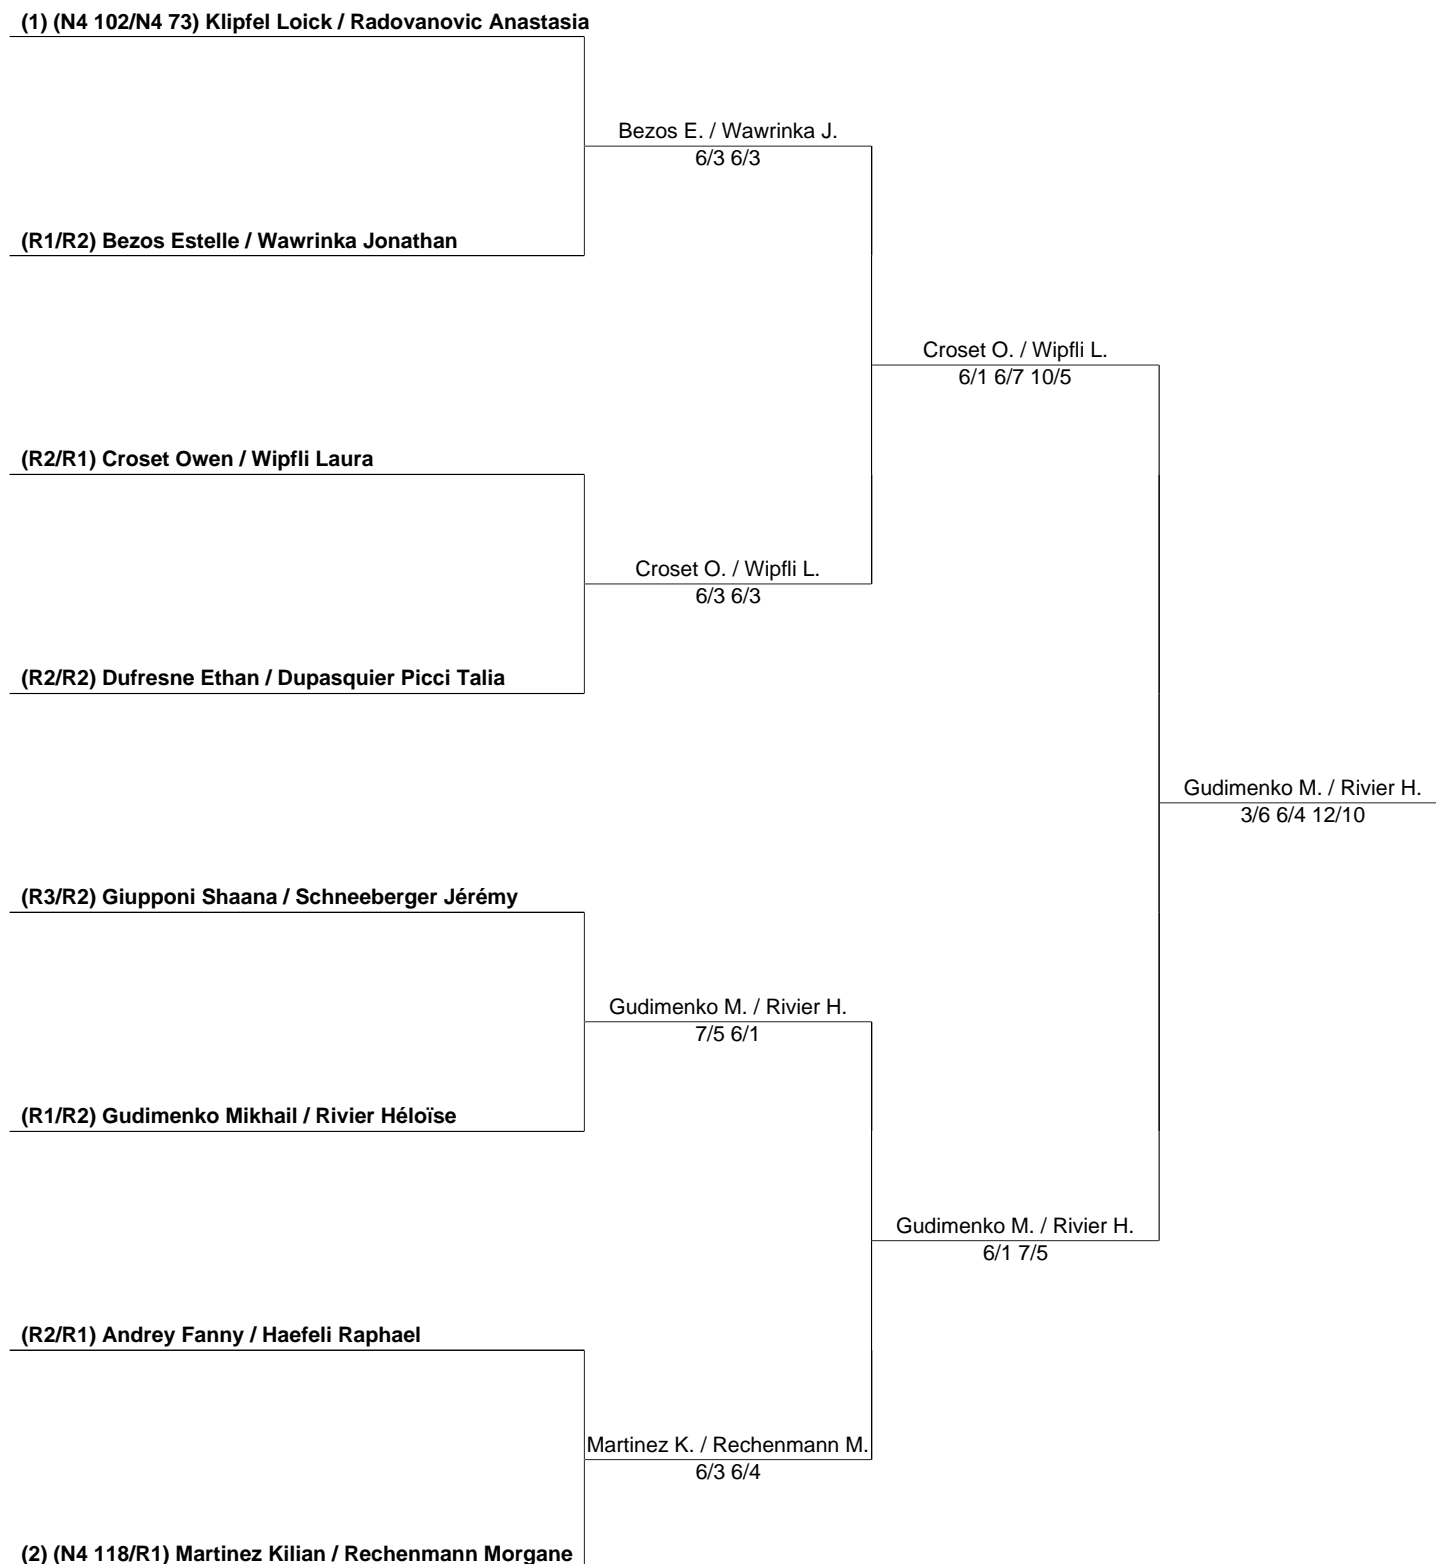 (1) (N4 102/N4 73) Klipfel Loick / Radovanovic Anastasia
Bezos E. / Wawrinka J.
6/3 6/3
(R1/R2) Bezos Estelle / Wawrinka Jonathan
Croset O. / Wipfli L.
6/1 6/7 10/5
(R2/R1) Croset Owen / Wipfli Laura
Croset O. / Wipfli L.
6/3 6/3
(R2/R2) Dufresne Ethan / Dupasquier Picci Talia
Gudimenko M. / Rivier H.
3/6 6/4 12/10
(R3/R2) Giupponi Shaana / Schneeberger Jérémy
Gudimenko M. / Rivier H.
7/5 6/1
(R1/R2) Gudimenko Mikhail / Rivier Héloïse
Gudimenko M. / Rivier H.
6/1 7/5
(R2/R1) Andrey Fanny / Haefeli Raphael
Martinez K. / Rechenmann M.
6/3 6/4
(2) (N4 118/R1) Martinez Kilian / Rechenmann Morgane